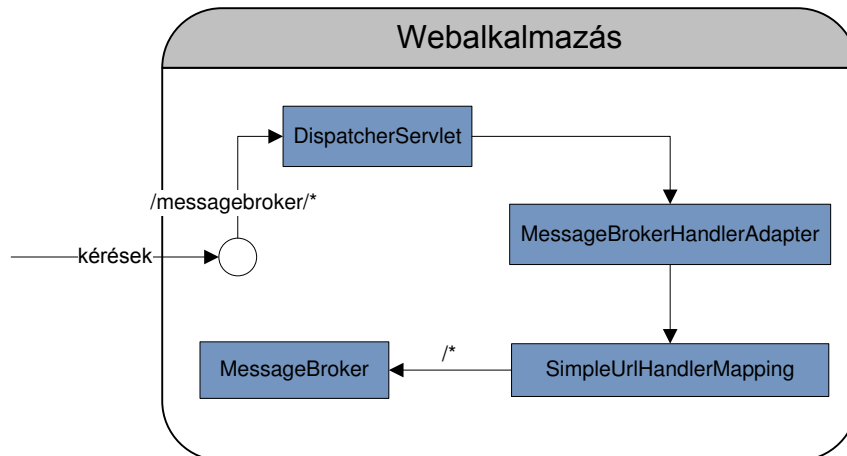 Webalkalmazás
DispatcherServlet
/messagebroker/*
MessageBrokerHandlerAdapter
kérések
/*
MessageBroker
SimpleUrlHandlerMapping